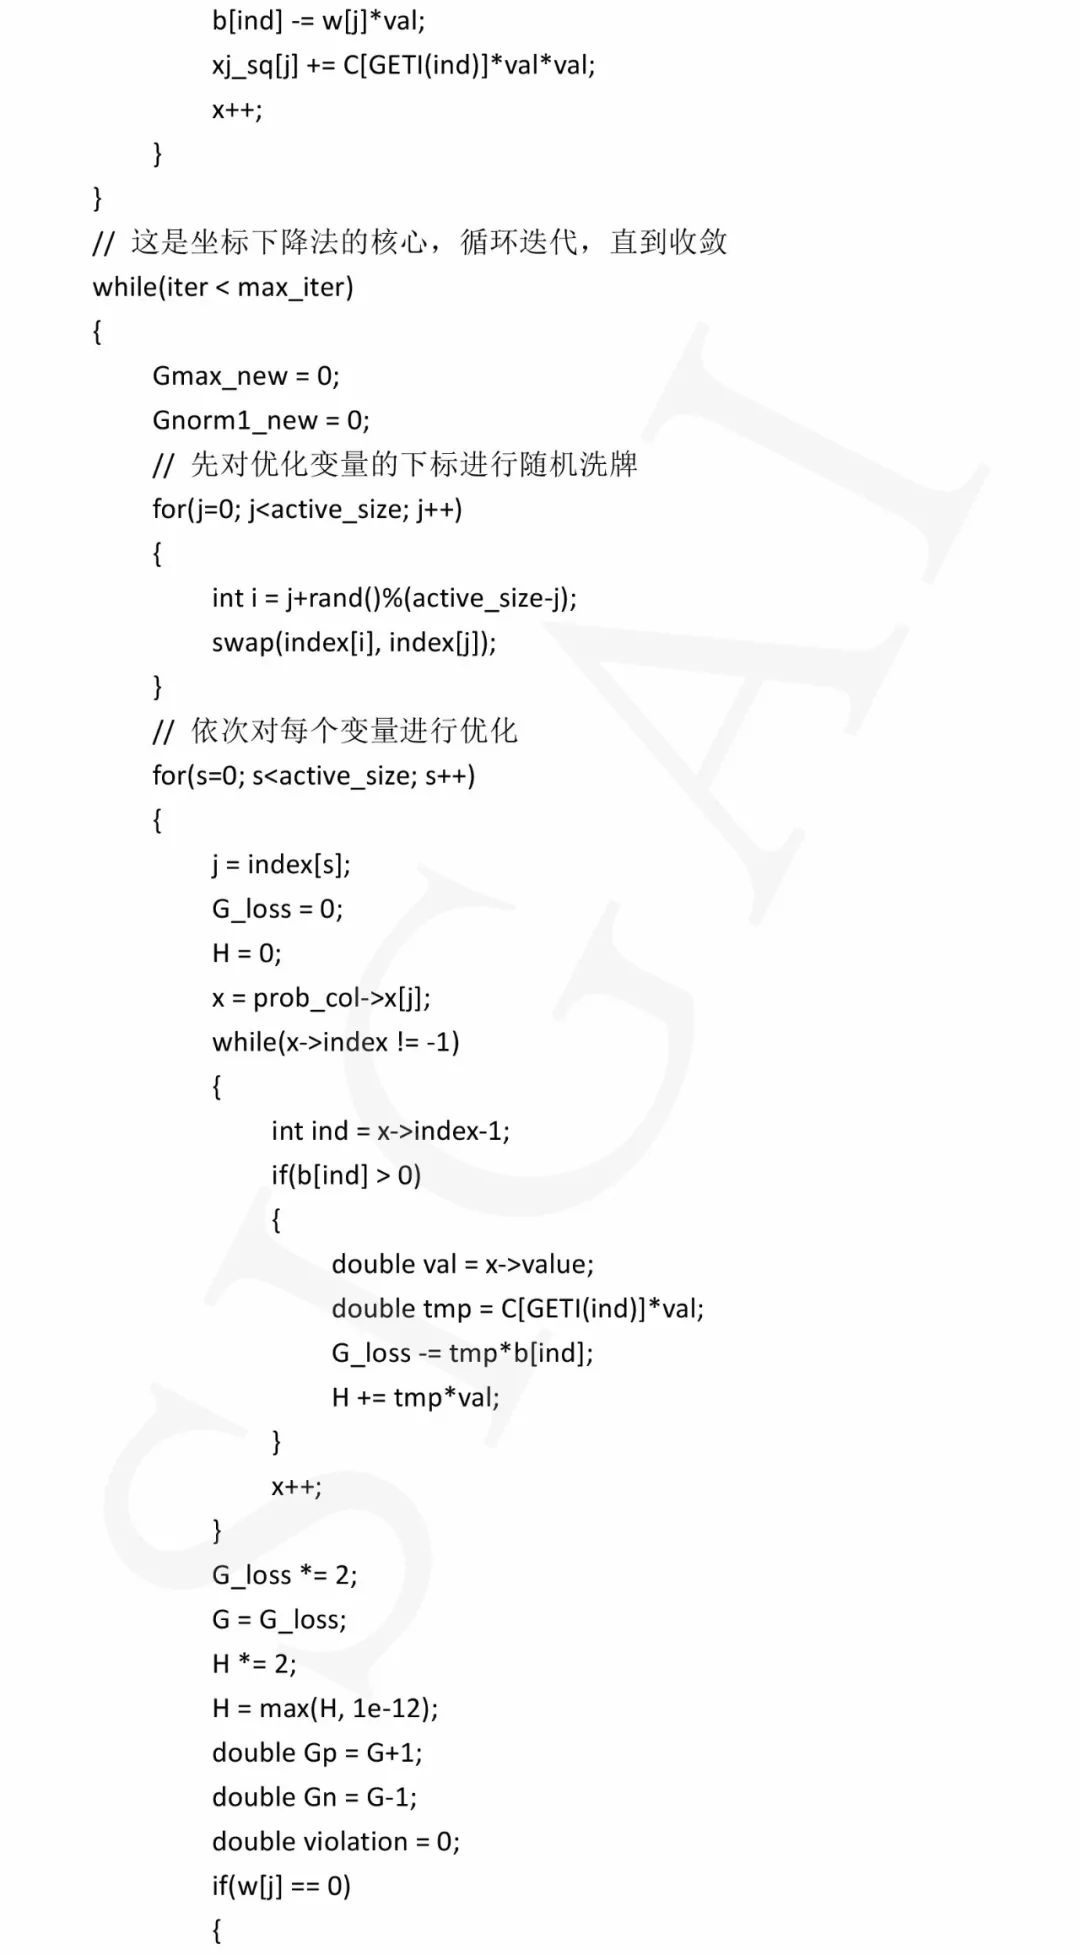 b[ind] -= w[j]*val;
xj_sq[j] += C[GETI(ind)]*val*val;
x++;
}
}
// 这是坐标下降法的核心，循环迭代，直到收敛
while(iter < max_iter)
{
Gmax_new = 0;
Gnorm1_new = 0;
// 先对优化变量的下标进行随机洗牌
for(j=0; j<active_size; j++)
{
int i = j+rand()%(active_size-j);
swap(index[i], index[j]);
}
// 依次对每个变量进行优化
for(s=0; s<active_size; s++)
{
j = index[s];
G_loss = 0;
H = 0;
x = prob_col->x[j];
while(x->index != -1)
{
int ind = x->index-1;
if(b[ind] > 0)
{
double val = x->value;
double tmp = C[GETI(ind)]*val;
G_loss -= tmp*b[ind];
H += tmp*val;
}
x++;
}
G_loss *= 2;
G = G_loss;
H *= 2;
H = max(H, 1e-12);
double Gp = G+1;
double Gn = G-1;
double violation = 0;
if(w[j] == 0)
{
SIGAI